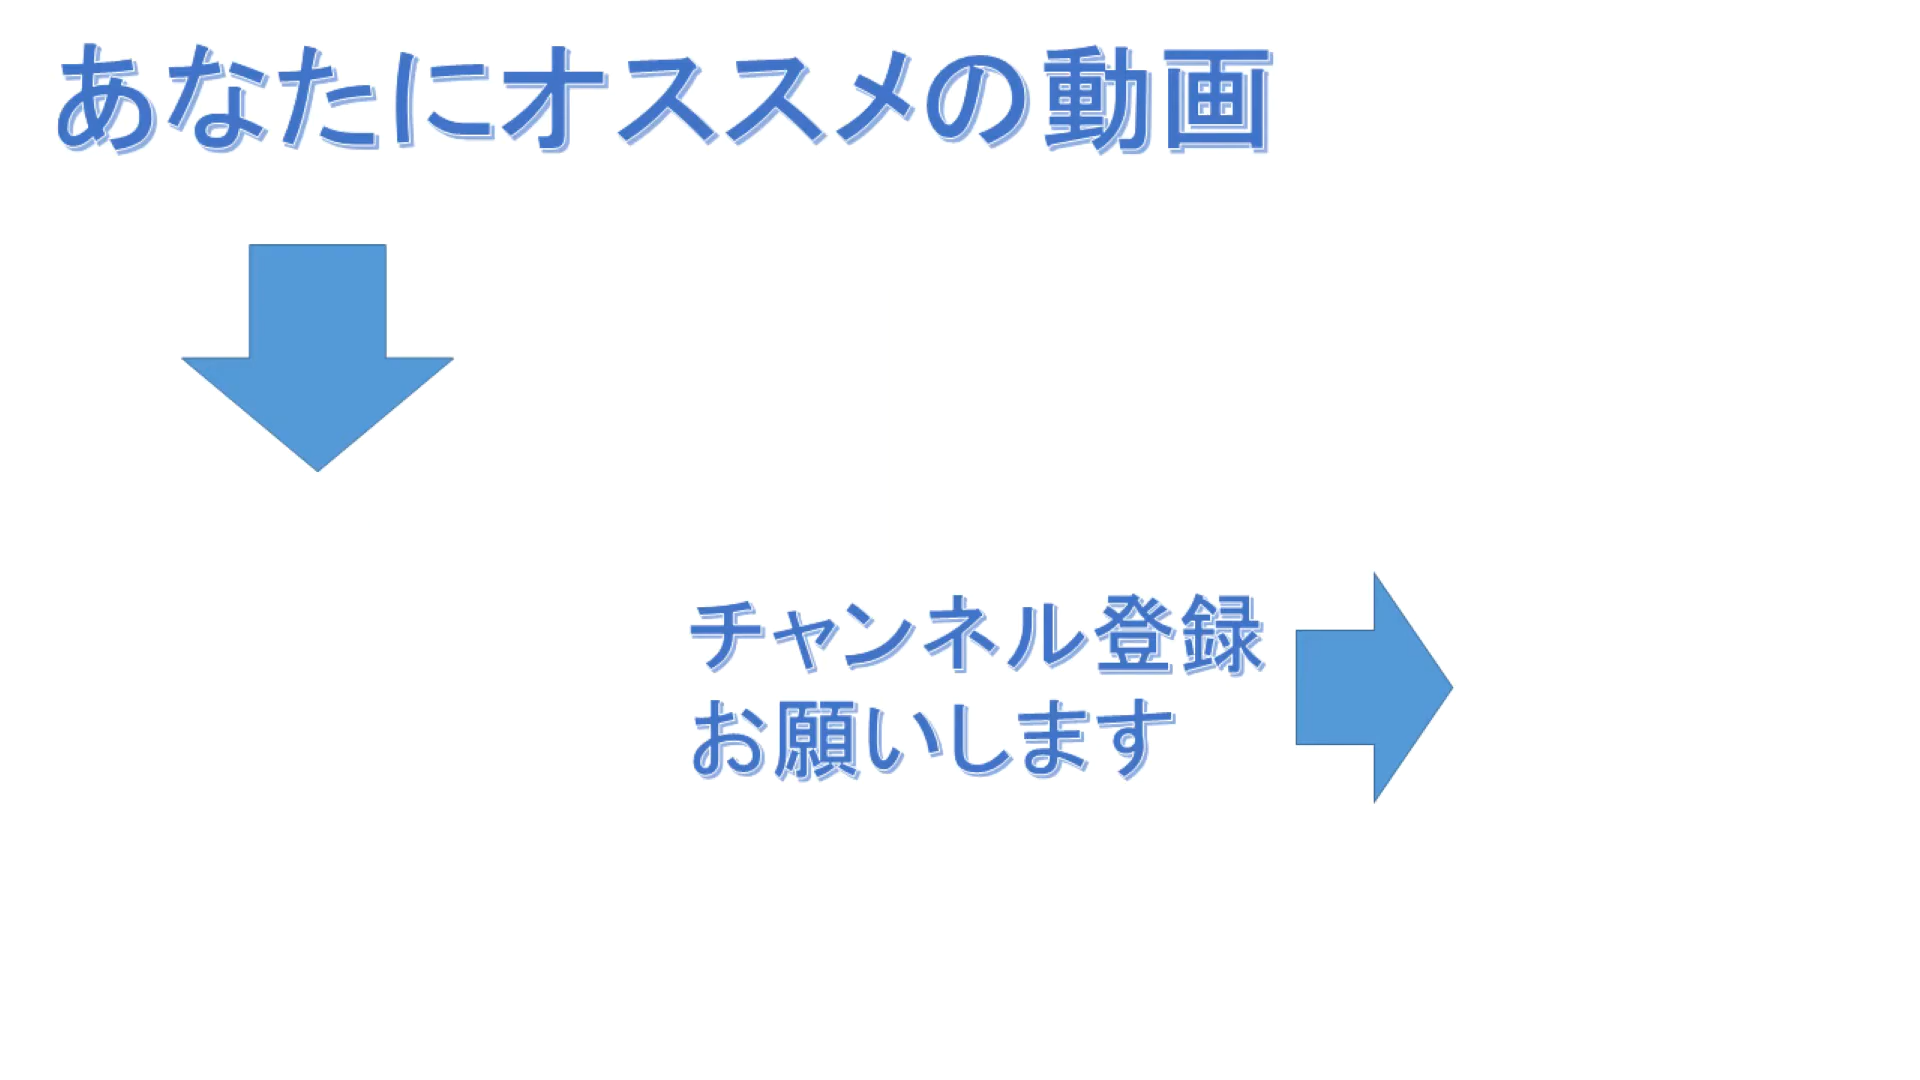 あなたにオススメの動画
チャンネル登録
お願いします